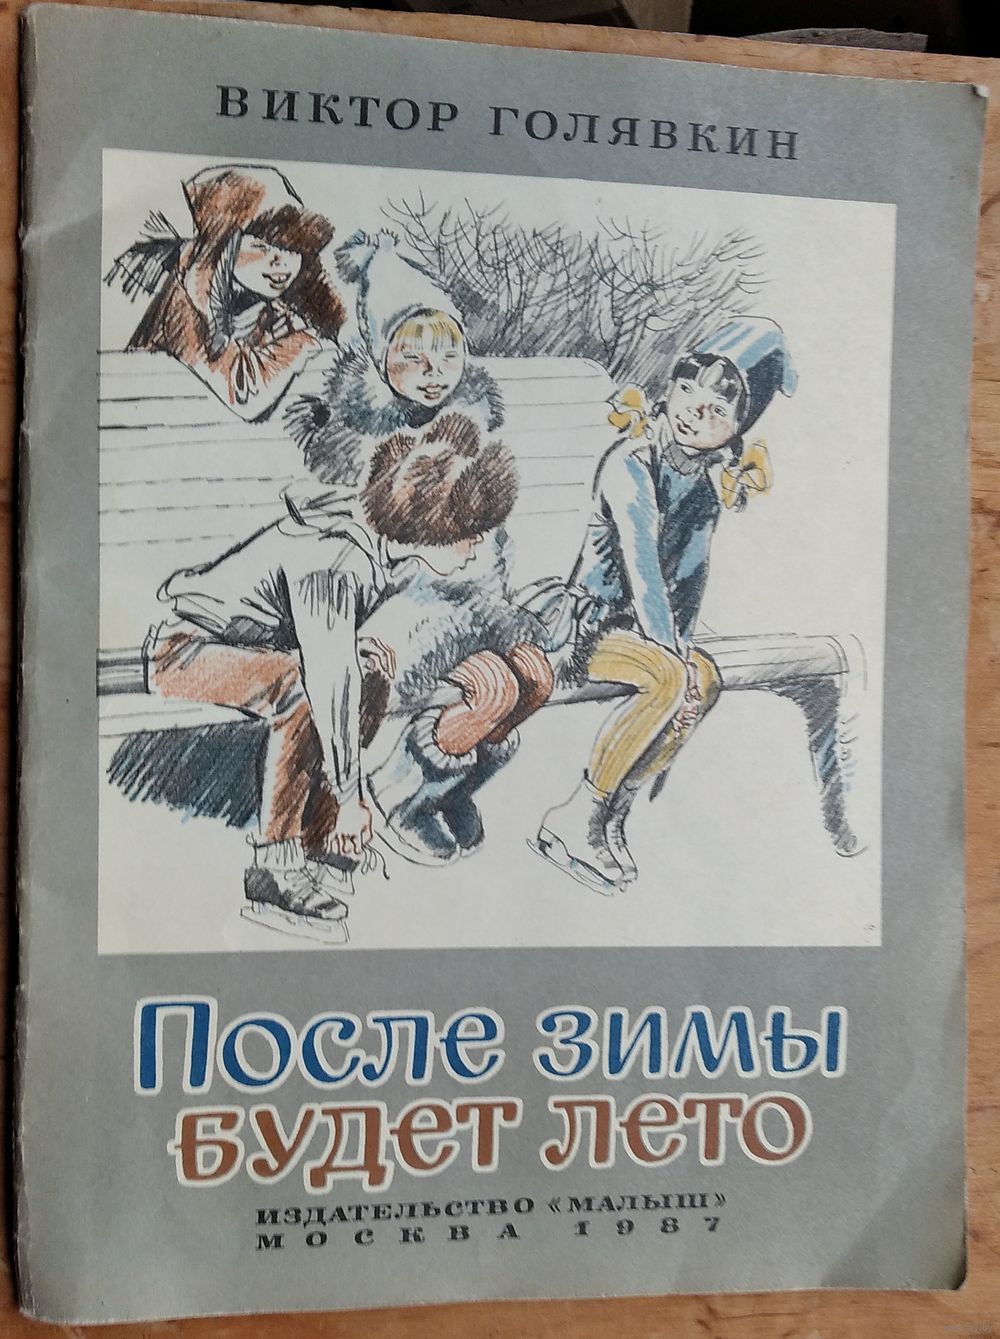 ВИКТОР ГОЛЯВКИН
После зимы
будет лето
ИЗДАТЕЛЬСТВО «МАЛЫШ»
МОСКВА 1987